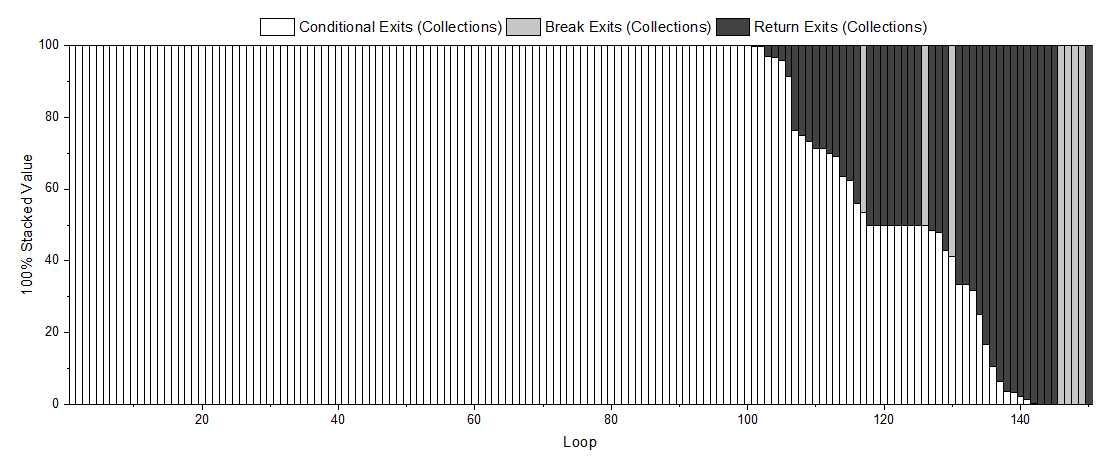 Conditional Exits (Collections) Break Exits (Collections) Return Exits (Collections)
100
80
60
40
20
0
100% Stacked Value
20 40 60 80 100 120 140
Loop